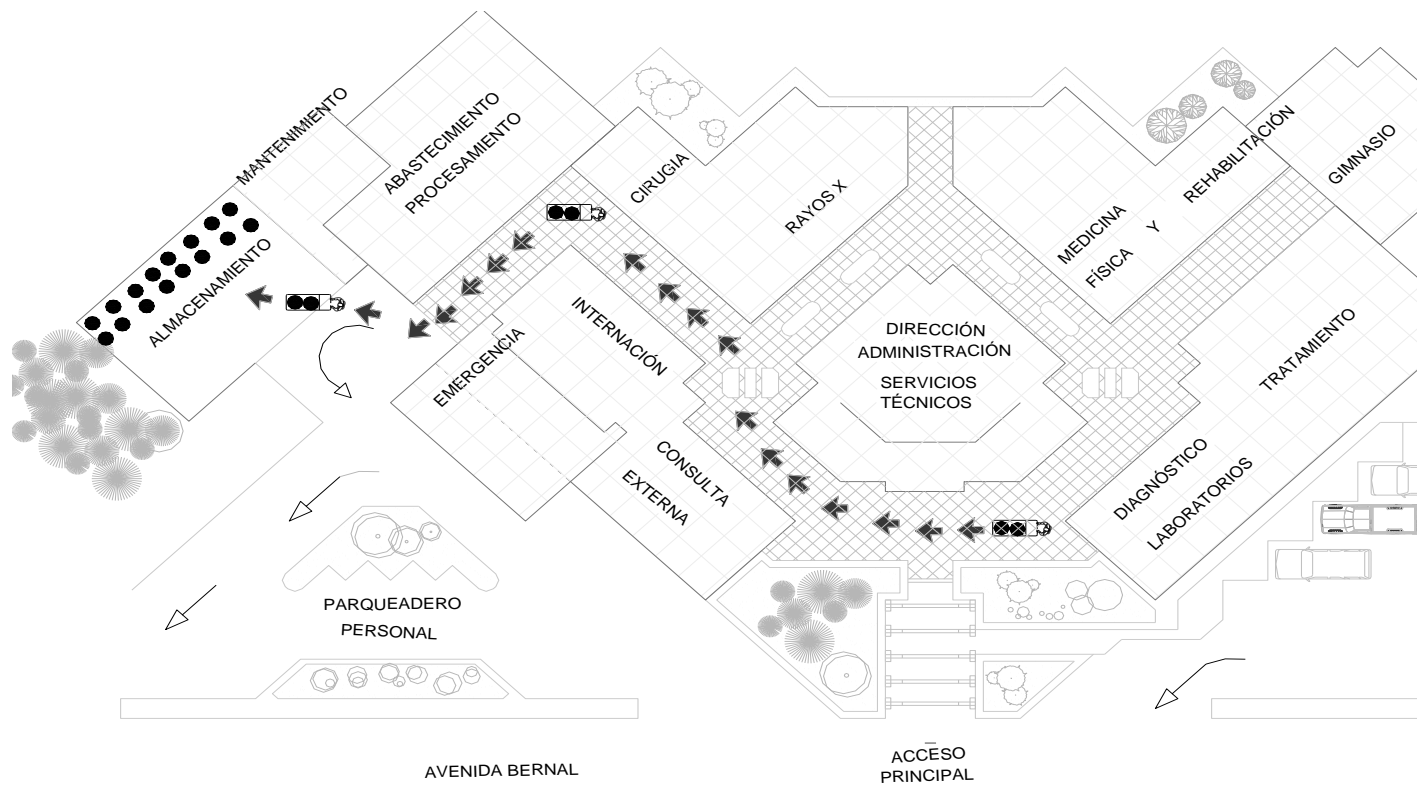 MANTENIMIENTO
ABASTECIMIENTO
PROCESAMIENTO
CIRUGIA
RAYOS X
MEDICINA
FÍSICA Y REHABILITACIÓN
GIMNASIO
ALMACENAMIENTO
EMERGENCIA
INTERNACIÓN
DIRECCIÓN
ADMINISTRACIÓN
SERVICIOS
TÉCNICOS
TRATAMIENTO
CONSULTA
EXTERNA
DIAGNÓSTICO
LABORATORIOS
PARQUEADERO
PERSONAL
AVENIDA BERNAL
ACCESO
PRINCIPAL